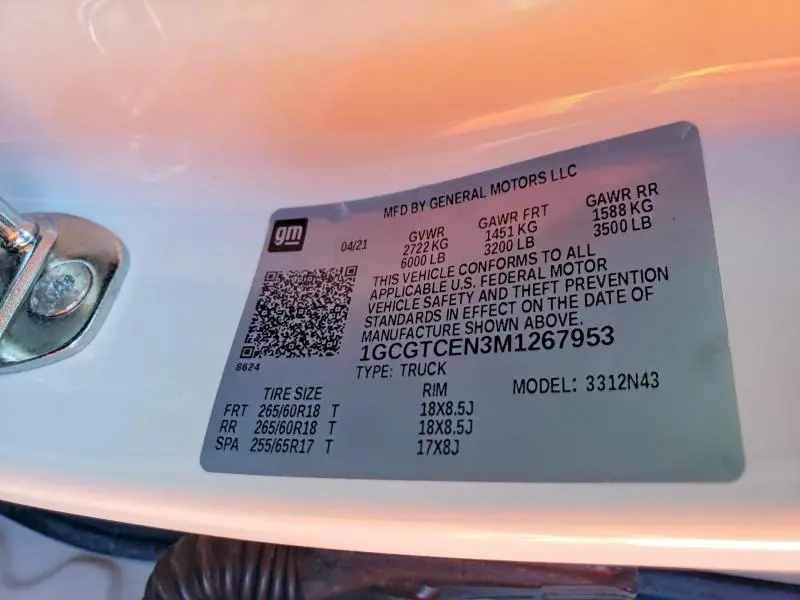 MFD BY GENERAL MOTORS LLC
gm
04/21
GVWR GAWR FRT GAWR RR
2722 KG 1451 KG 1588 KG
6000 LB 3200 LB 3500 LB
THIS VEHICLE CONFORMS TO ALL
APPLICABLE U.S. FEDERAL MOTOR
VEHICLE SAFETY AND THEFT PREVENTION
STANDARDS IN EFFECT ON THE DATE OF
MANUFACTURE SHOWN ABOVE.
1GCGTCEN3M1267953
8624
TYPE: TRUCK MODEL: 3312N43
TIRE SIZE RIM
FRT 265/60R18 T 18X8.5J
RR 265/60R18 T 18X8.5J
SPA 255/65R17 T 17X8J